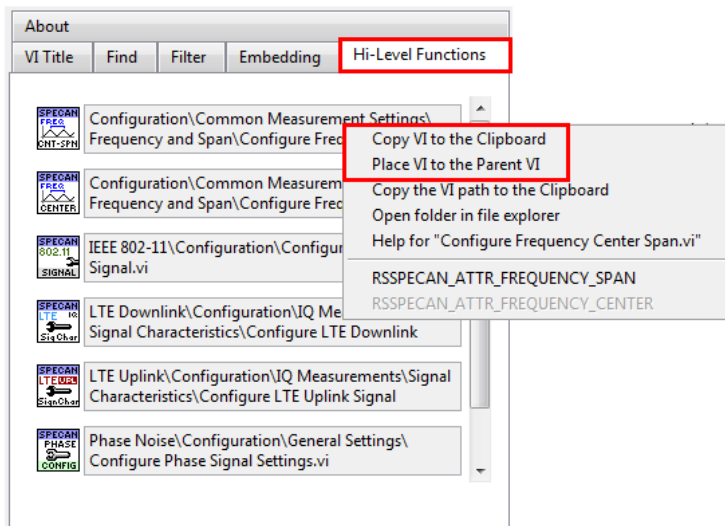 About
VI Title Find Filter Embedding Hi-Level Functions
SPECAN
FREQ
CNT-SPN
Configuration\Common Measurement Settings\
Frequency and Span\Configure Freq
Copy VI to the Clipboard
Place VI to the Parent VI
Copy the VI path to the Clipboard
Open folder in file explorer
Help for "Configure Frequency Center Span.vi"
RSSPECAN_ATTR_FREQUENCY_SPAN
RSSPECAN_ATTR_FREQUENCY_CENTER
SPECAN
FREQ
CENTER
Configuration\Common Measurem
Frequency and Span\Configure Fre
SPECAN
802.11
SIGNAL
IEEE 802-11\Configuration\Configur
Signal.vi
SPECAN
LTE IQ
SigChar
LTE Downlink\Configuration\IQ Me
Signal Characteristics\Configure LTE Downlink
SPECAN
LTE UPL
SignChar
LTE Uplink\Configuration\IQ Measurements\Signal
Characteristics\Configure LTE Uplink Signal
SPECAN
PHASE
CONFIG
Phase Noise\Configuration\General Settings\
Configure Phase Signal Settings.vi